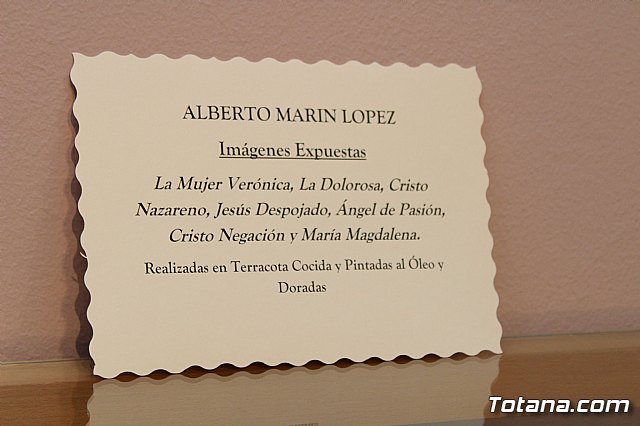 ALBERTO MARIN LOPEZ
Imágenes Expuestas
La Mujer Verónica, La Dolorosa, Cristo
Nazareno, Jesús Despojado, Ángel de Pasión,
Cristo Negación y María Magdalena.
Realizadas en Terracota Cocida y Pintadas al Óleo y
Doradas
Totana.com